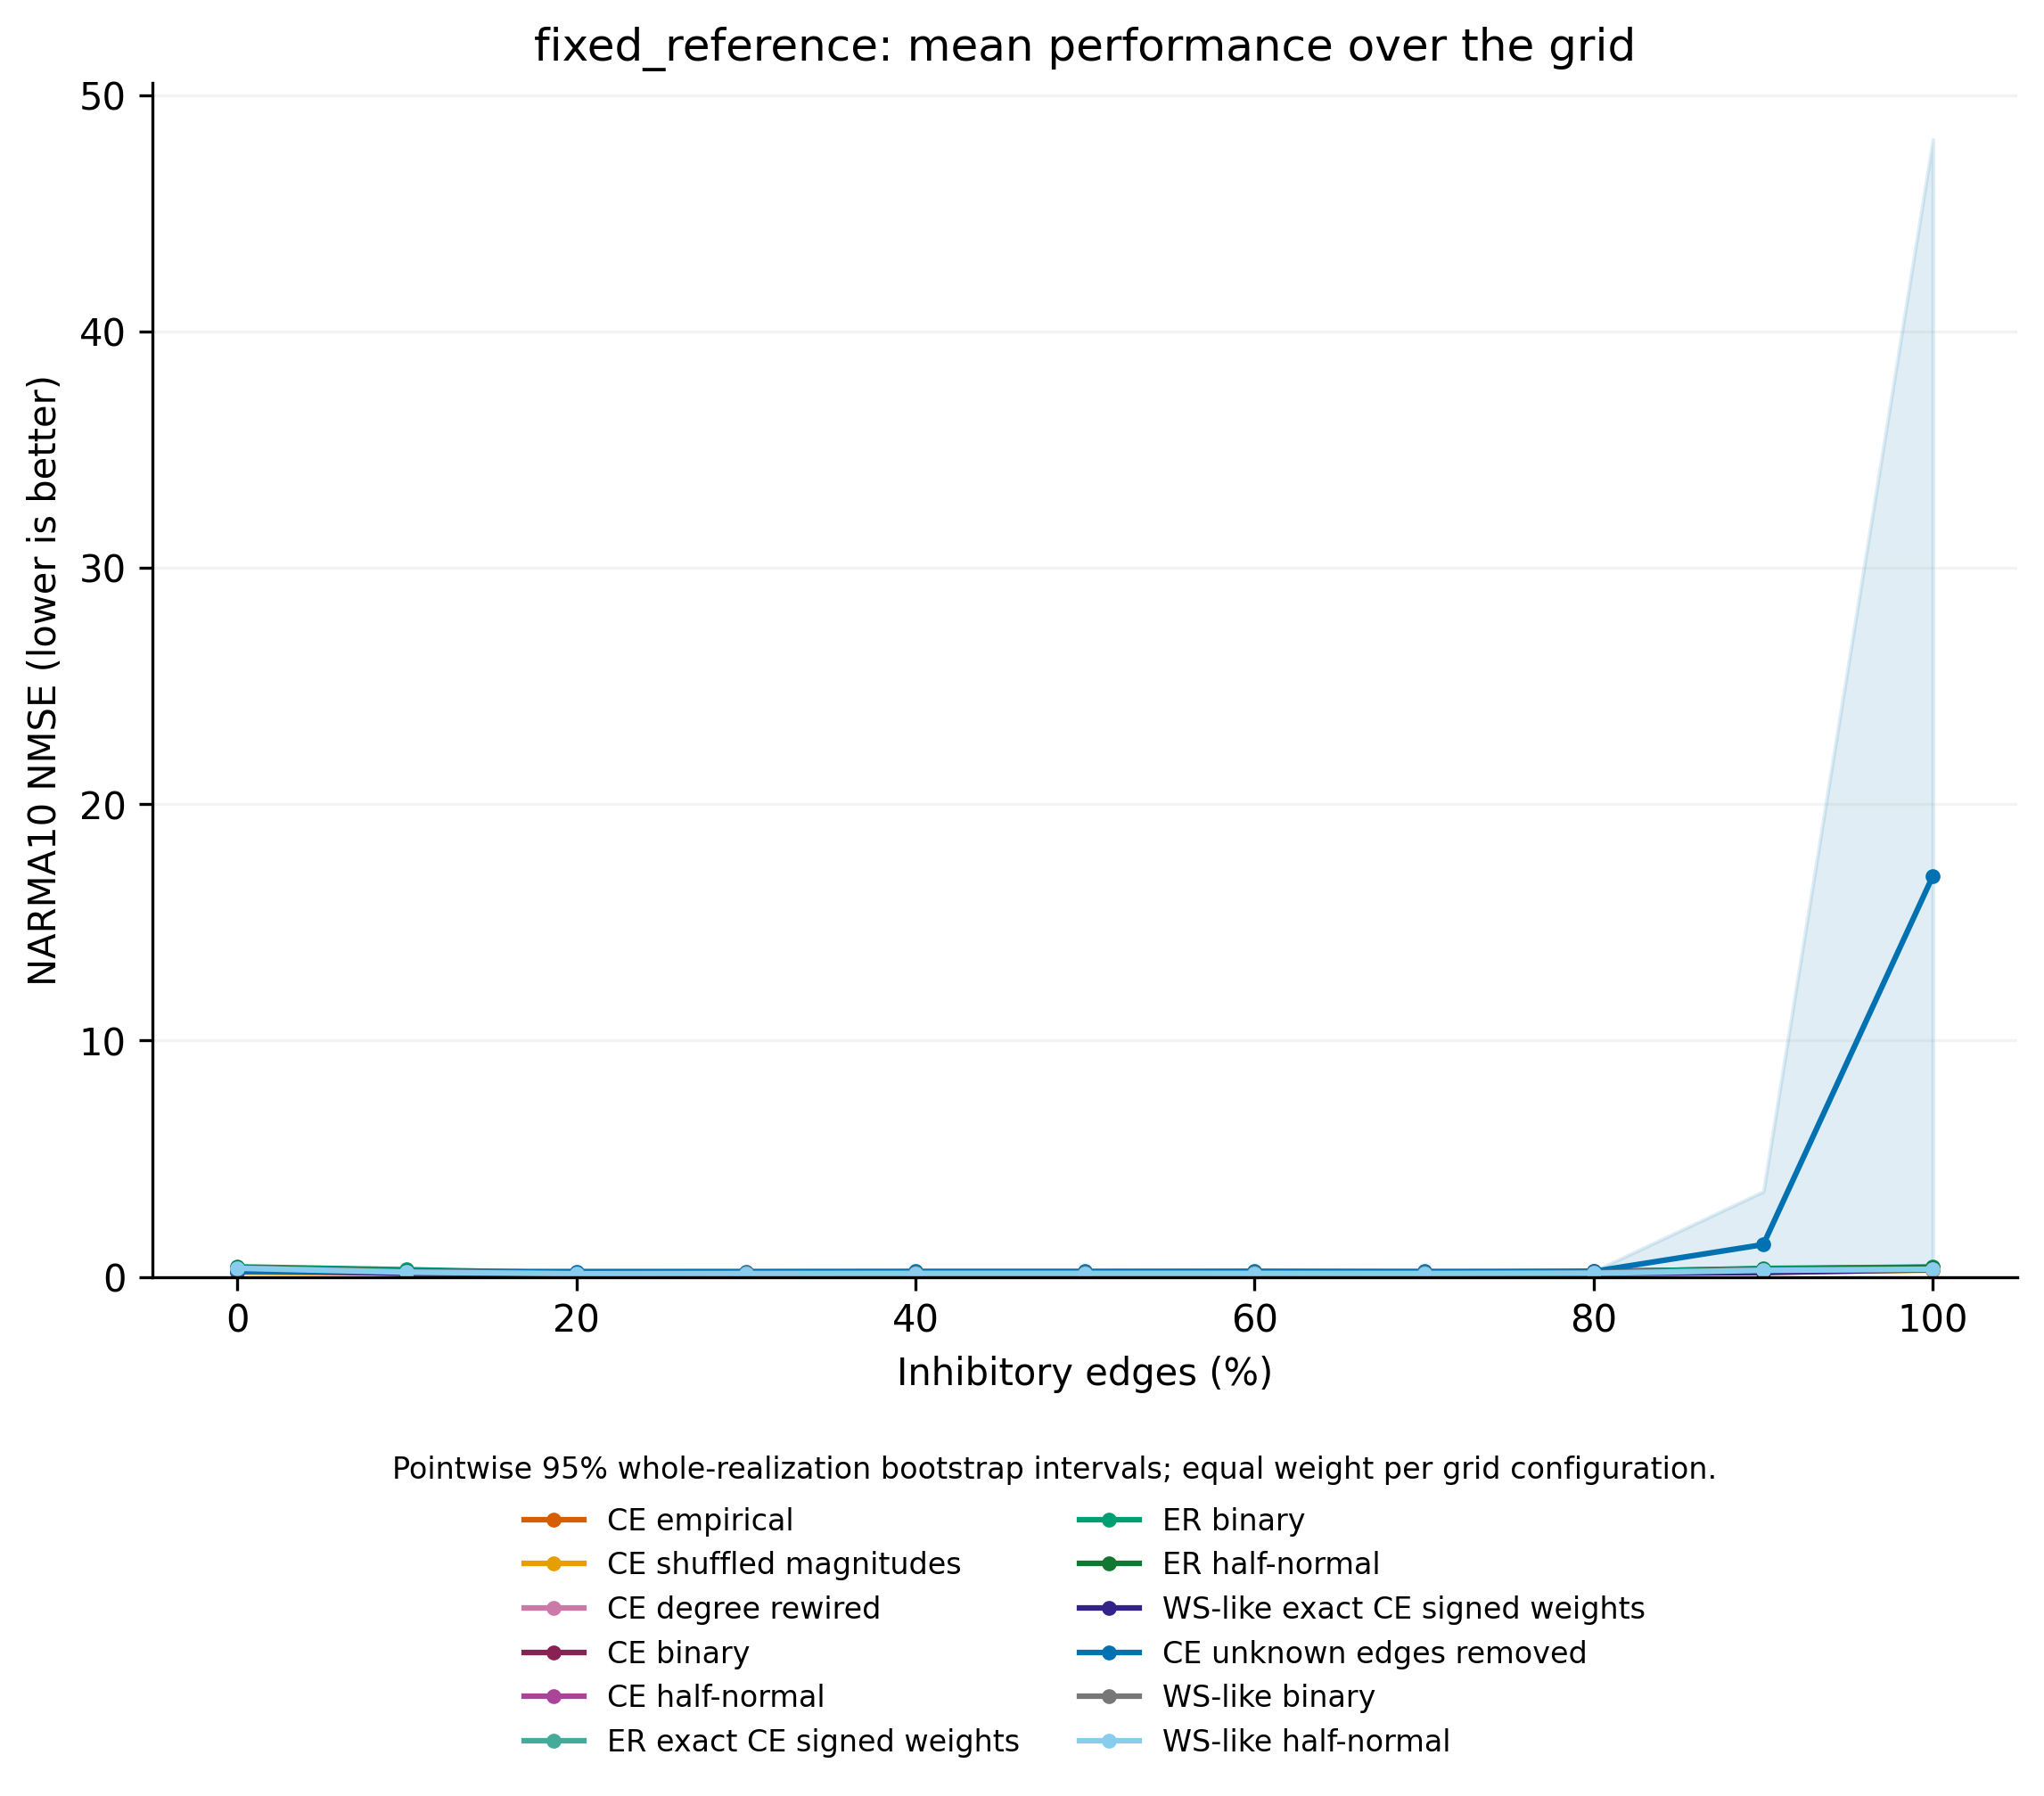 fixed_reference: mean performance over the grid
50
40
30
20
10
0
NARMA10 NMSE (lower is better)
0 20 40 60 80 100
Inhibitory edges (%)
Pointwise 95% whole-realization bootstrap intervals; equal weight per grid configuration.
CE empirical
CE shuffled magnitudes
CE degree rewired
CE binary
CE half-normal
ER exact CE signed weights
ER binary
ER half-normal
WS-like exact CE signed weights
CE unknown edges removed
WS-like binary
WS-like half-normal